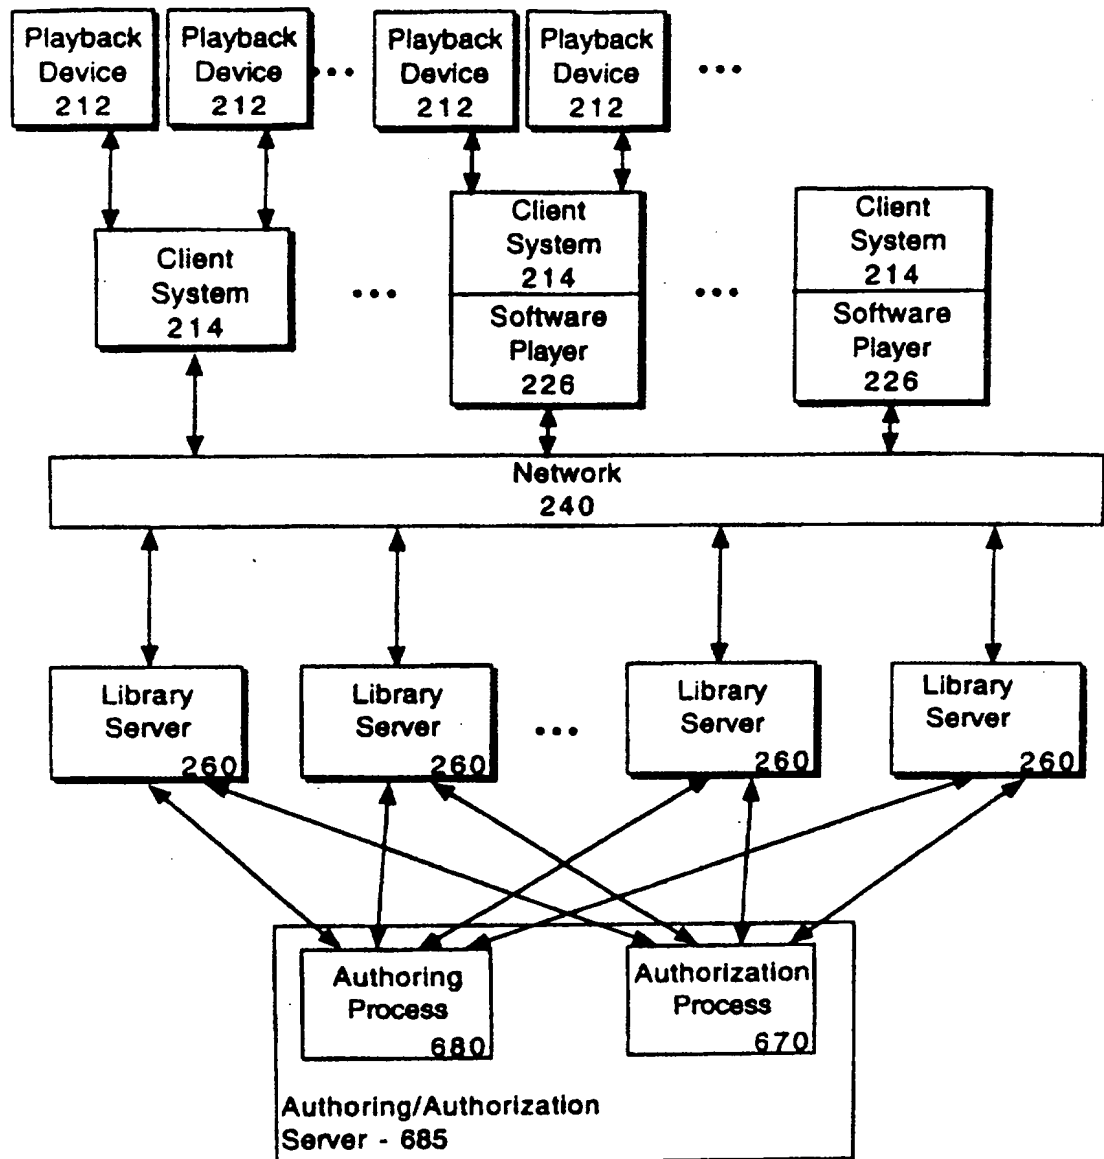 Playback
Device
212
Playback
Device
212
...
Playback
Device
212
Playback
Device
212
...
Client
System
214
...
Client
System
214
Software
Player
226
...
Client
System
214
Software
Player
226
Network
240
Library
Server
260
Library
Server
260
...
Library
Server
260
Library
Server
260
Authoring
Process
680
Authorization
Process
670
Authoring/Authorization
Server - 685